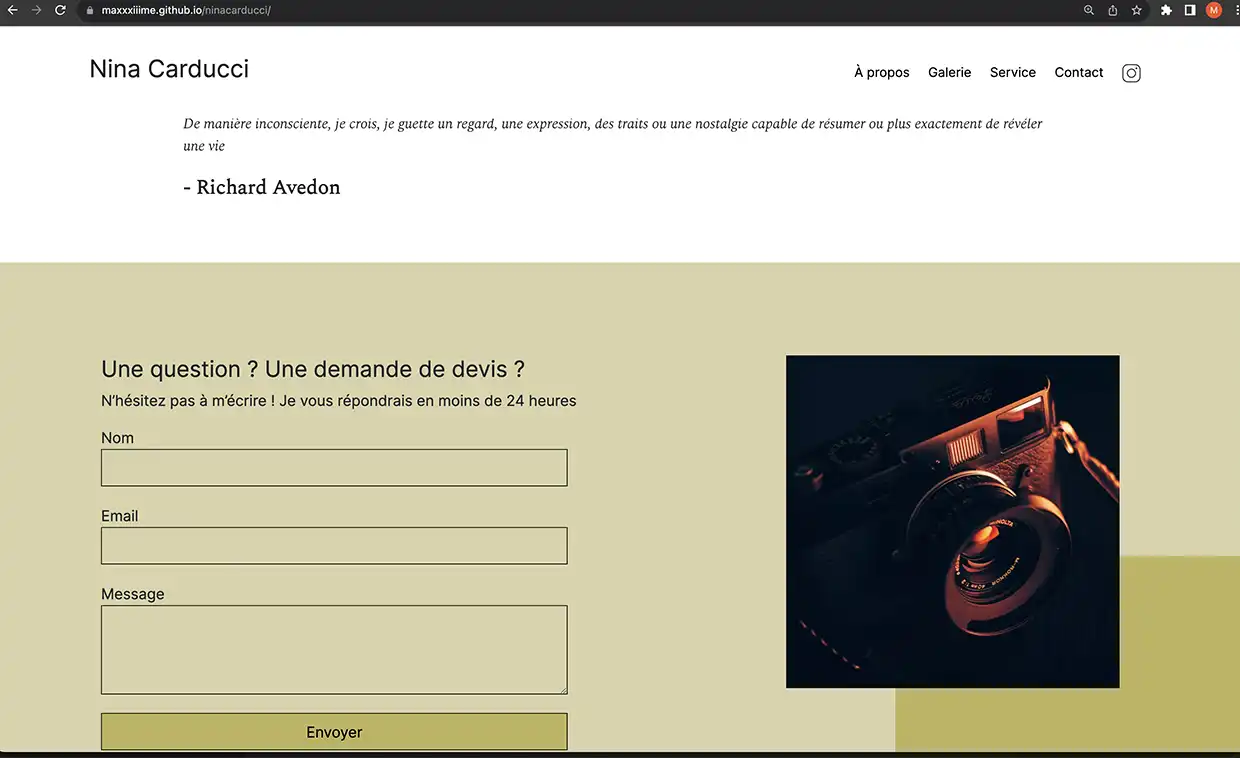 maxxxiiime.github.io/ninacarducci/
M
Nina Carducci
À propos Galerie Service Contact
De manière inconsciente, je crois, je guette un regard, une expression, des traits ou une nostalgie capable de résumer ou plus exactement de révéler
une vie
- Richard Avedon
Une question ? Une demande de devis ?
N’hésitez pas à m’écrire ! Je vous répondrais en moins de 24 heures
Nom
Email
Message
Envoyer